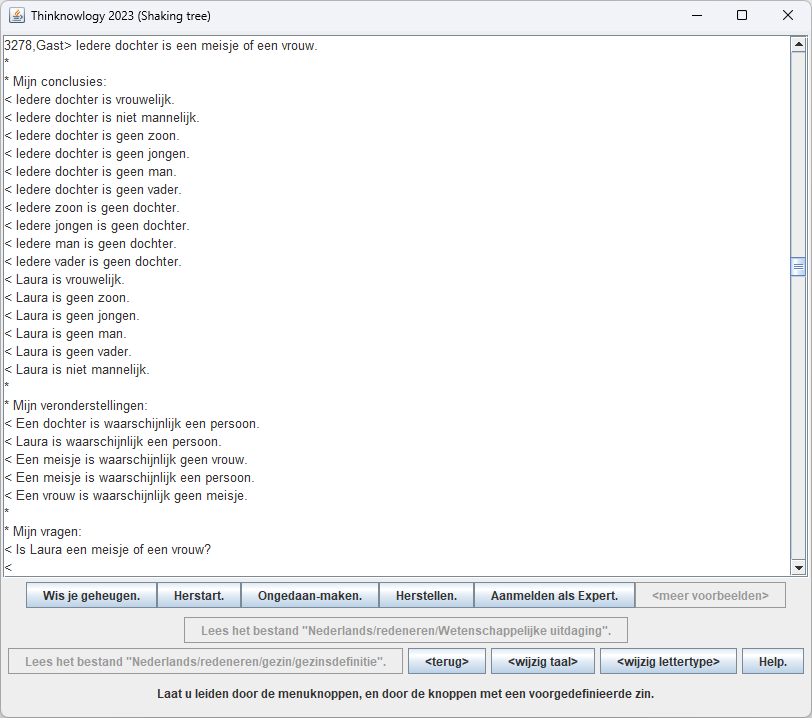 Thinknowlogy 2023 (Shaking tree)
3278,Gast> Iedere dochter is een meisje of een vrouw.
*
* Mijn conclusies:
< Iedere dochter is vrouwelijk.
< Iedere dochter is niet mannelijk.
< Iedere dochter is geen zoon.
< Iedere dochter is geen jongen.
< Iedere dochter is geen man.
< Iedere dochter is geen vader.
< Iedere zoon is geen dochter.
< Iedere jongen is geen dochter.
< Iedere man is geen dochter.
< Iedere vader is geen dochter.
< Laura is vrouwelijk.
< Laura is geen zoon.
< Laura is geen jongen.
< Laura is geen man.
< Laura is geen vader.
< Laura is niet mannelijk.
*
* Mijn veronderstellingen:
< Een dochter is waarschijnlijk een persoon.
< Laura is waarschijnlijk een persoon.
< Een meisje is waarschijnlijk geen vrouw.
< Een meisje is waarschijnlijk een persoon.
< Een vrouw is waarschijnlijk geen meisje.
*
* Mijn vragen:
< Is Laura een meisje of een vrouw?
<
Wis je geheugen. Herstart. Ongedaan-maken. Herstellen. Aanmelden als Expert. <meer voorbeelden>
Lees het bestand "Nederlands/redeneren/Wetenschappelijke uitdaging".
Lees het bestand "Nederlands/redeneren/gezin/gezinsdefinitie". <terug> <wijzig taal> <wijzig lettertype> Help.
Laat u leiden door de menuknoppen, en door de knoppen met een voorgedefinieerde zin.